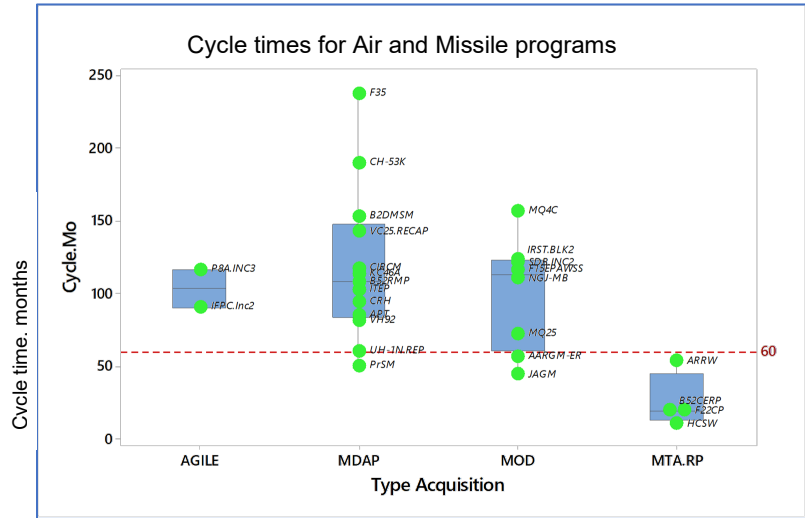 Cycle times for Air and Missile programs
250
200
150
100
50
0
Cycle.Mo
Cycle time. months
F35
CH-53K
B2DMSM
VC25.RECAP
CIRCM
KC46A
B52RMP
ITEP
CRH
APT
VH92
UH-1N.REP
PrSM
P8A.INC3
IFPC.Inc2
MQ4C
IRST.BLK2
SDB.INC2
F15EPAWSS
NGJ-MB
MQ25
AARGM-ER
JAGM
60
ARRW
B52CERP
F22CP
HCSW
AGILE
MDAP
MOD
MTA.RP
Type Acquisition